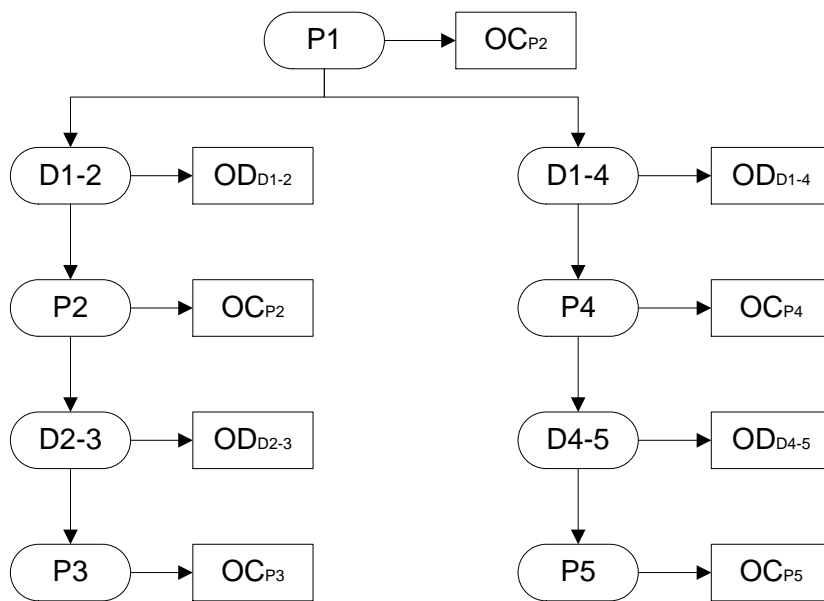 P1 OCP2
D1-2 ODD1-2 D1-4 ODD1-4
P2 OCP2 P4 OCP4
D2-3 ODD2-3 D4-5 ODD4-5
P3 OCP3 P5 OCP5